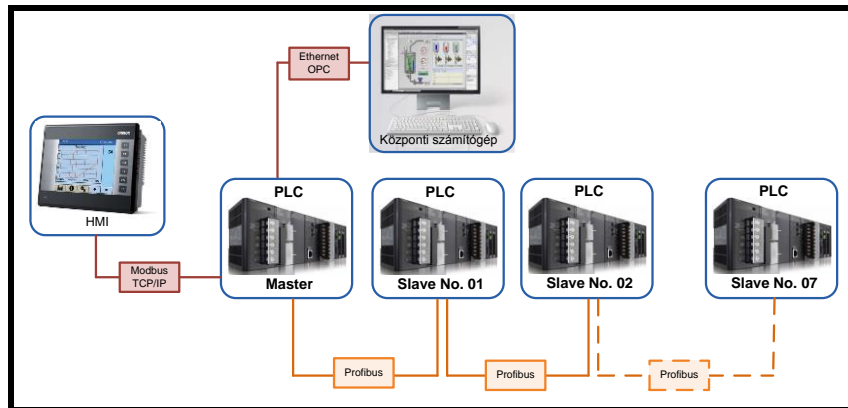 Ethernet
OPC
Központi számítógép
HMI
Modbus
TCP/IP
PLC
Master
PLC
Slave No. 01
PLC
Slave No. 02
PLC
Slave No. 07
Profibus
Profibus
Profibus